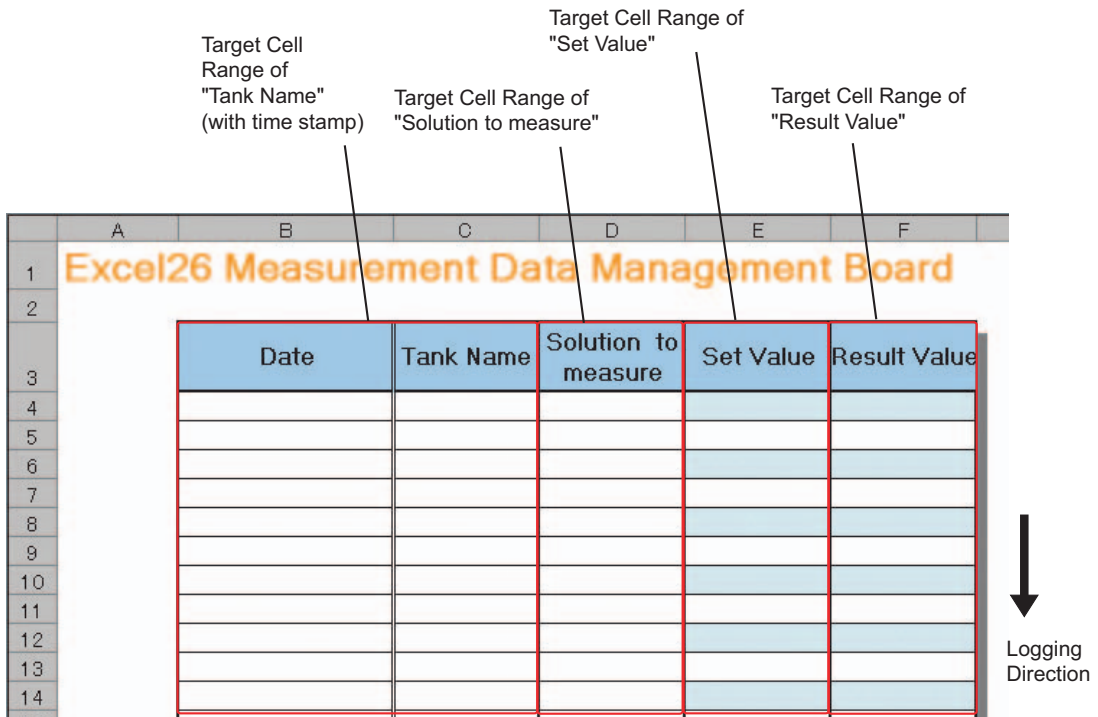 Target Cell Range of
"Set Value"
Target Cell
Range of
"Tank Name"
(with time stamp)
Target Cell Range of
"Solution to measure"
Target Cell Range of
"Result Value"
A B C D E F
1 Excel26 Measurement Data Management Board
2
3 Date Tank Name Solution to
measure Set Value Result Value
4
5
6
7
8
9
10
11
12
13
14
Logging
Direction